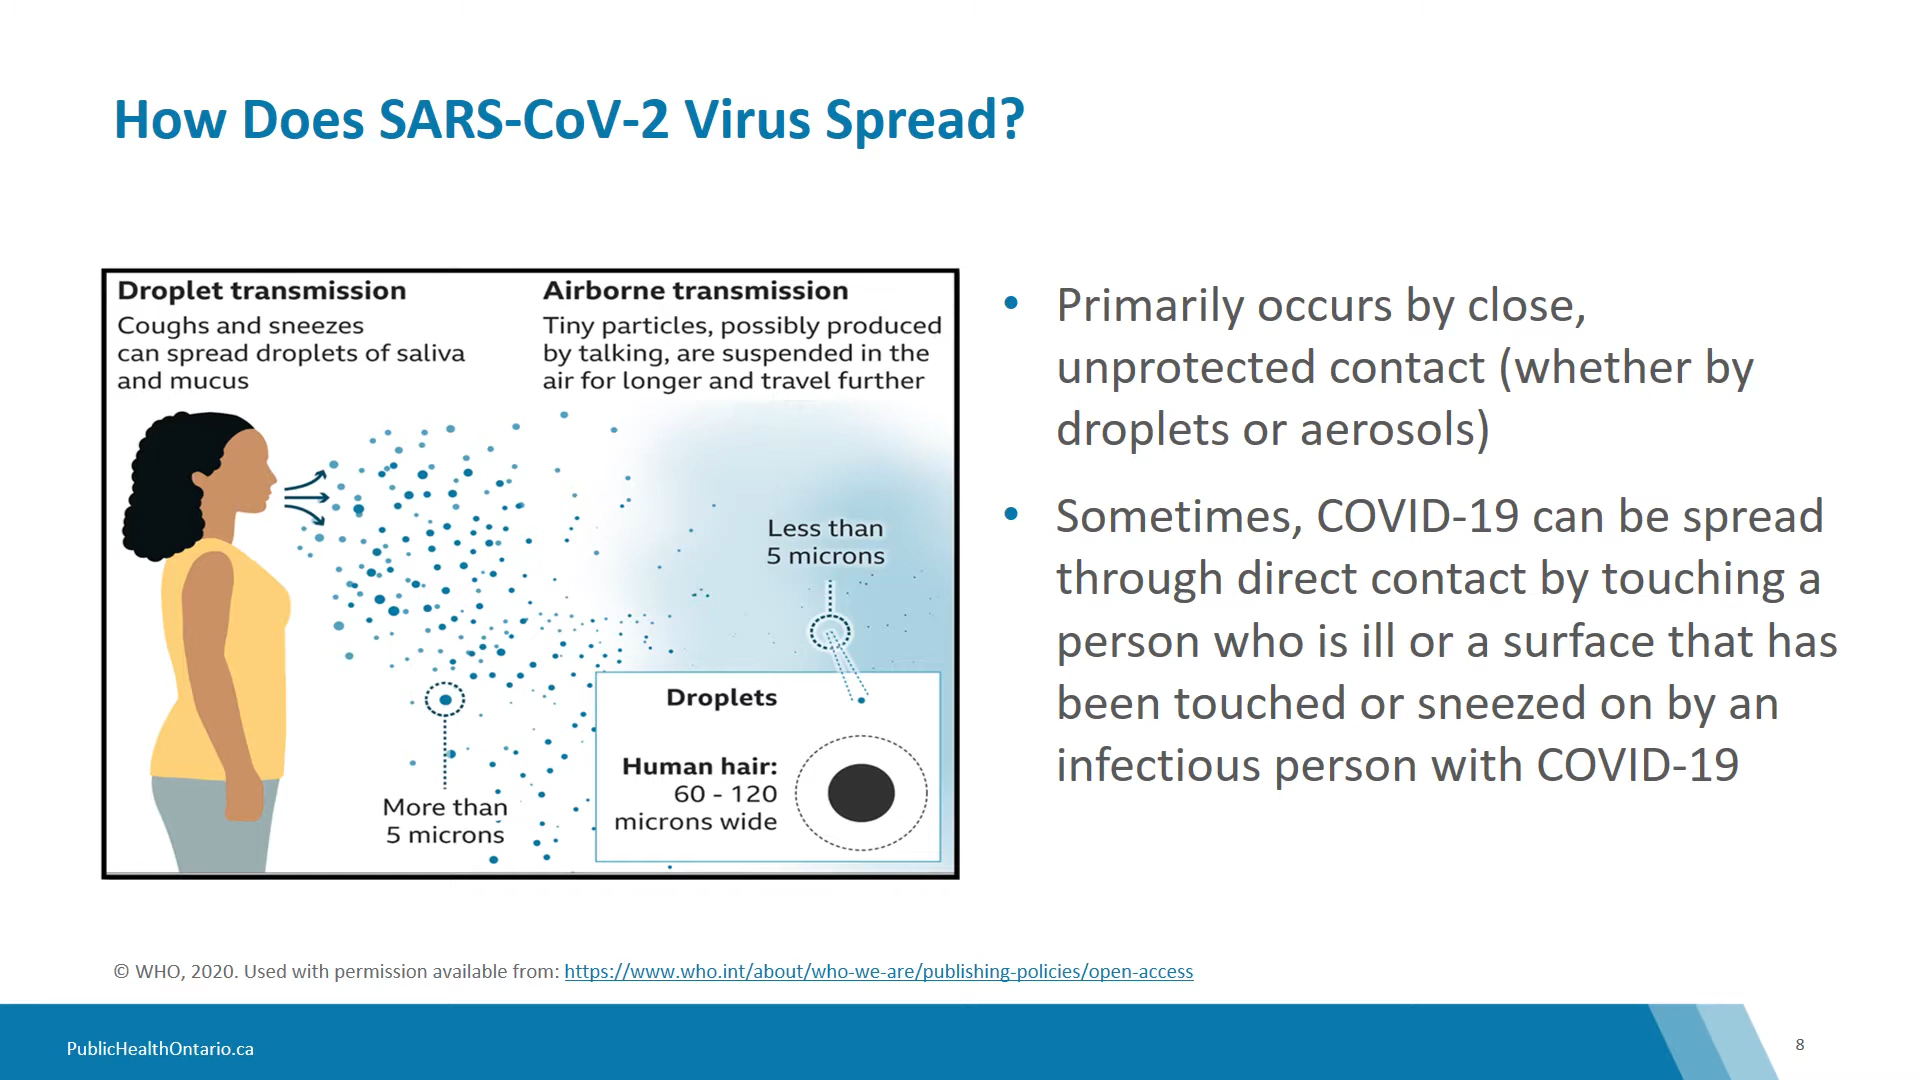 How Does SARS-CoV-2 Virus Spread?
Droplet transmission
Coughs and sneezes
can spread droplets of saliva
and mucus
Airborne transmission
Tiny particles, possibly produced
by talking, are suspended in the
air for longer and travel further
Less than
5 microns
More than
5 microns
Droplets
Human hair:
60 - 120
microns wide
• Primarily occurs by close,
unprotected contact (whether by
droplets or aerosols)
• Sometimes, COVID-19 can be spread
through direct contact by touching a
person who is ill or a surface that has
been touched or sneezed on by an
infectious person with COVID-19
© WHO, 2020. Used with permission available from: https://www.who.int/about/who-we-are/publishing-policies/open-access
PublicHealthOntario.ca
8